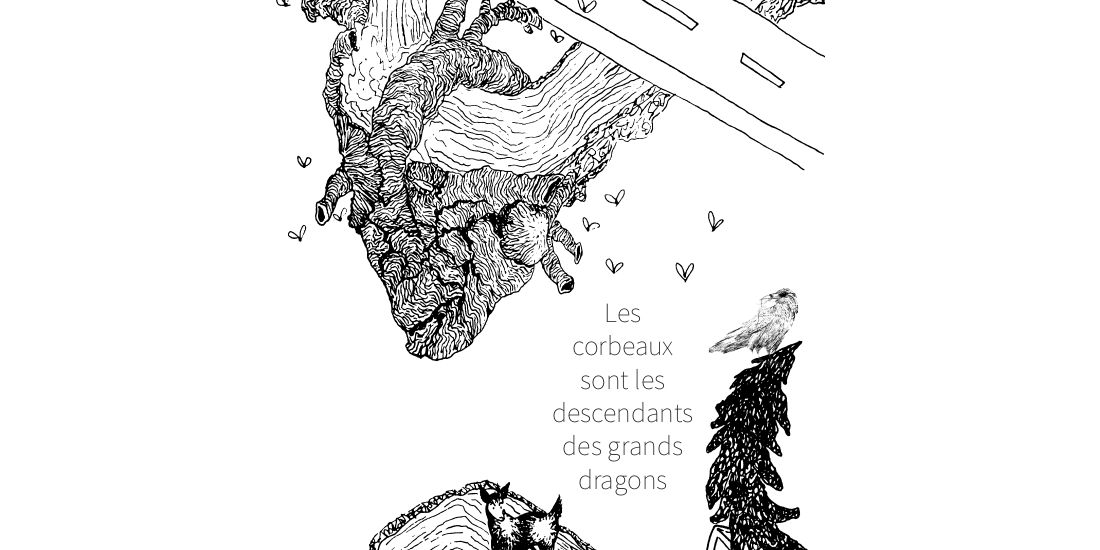 Les
corbeaux
sont les
descendants
des grands
dragons